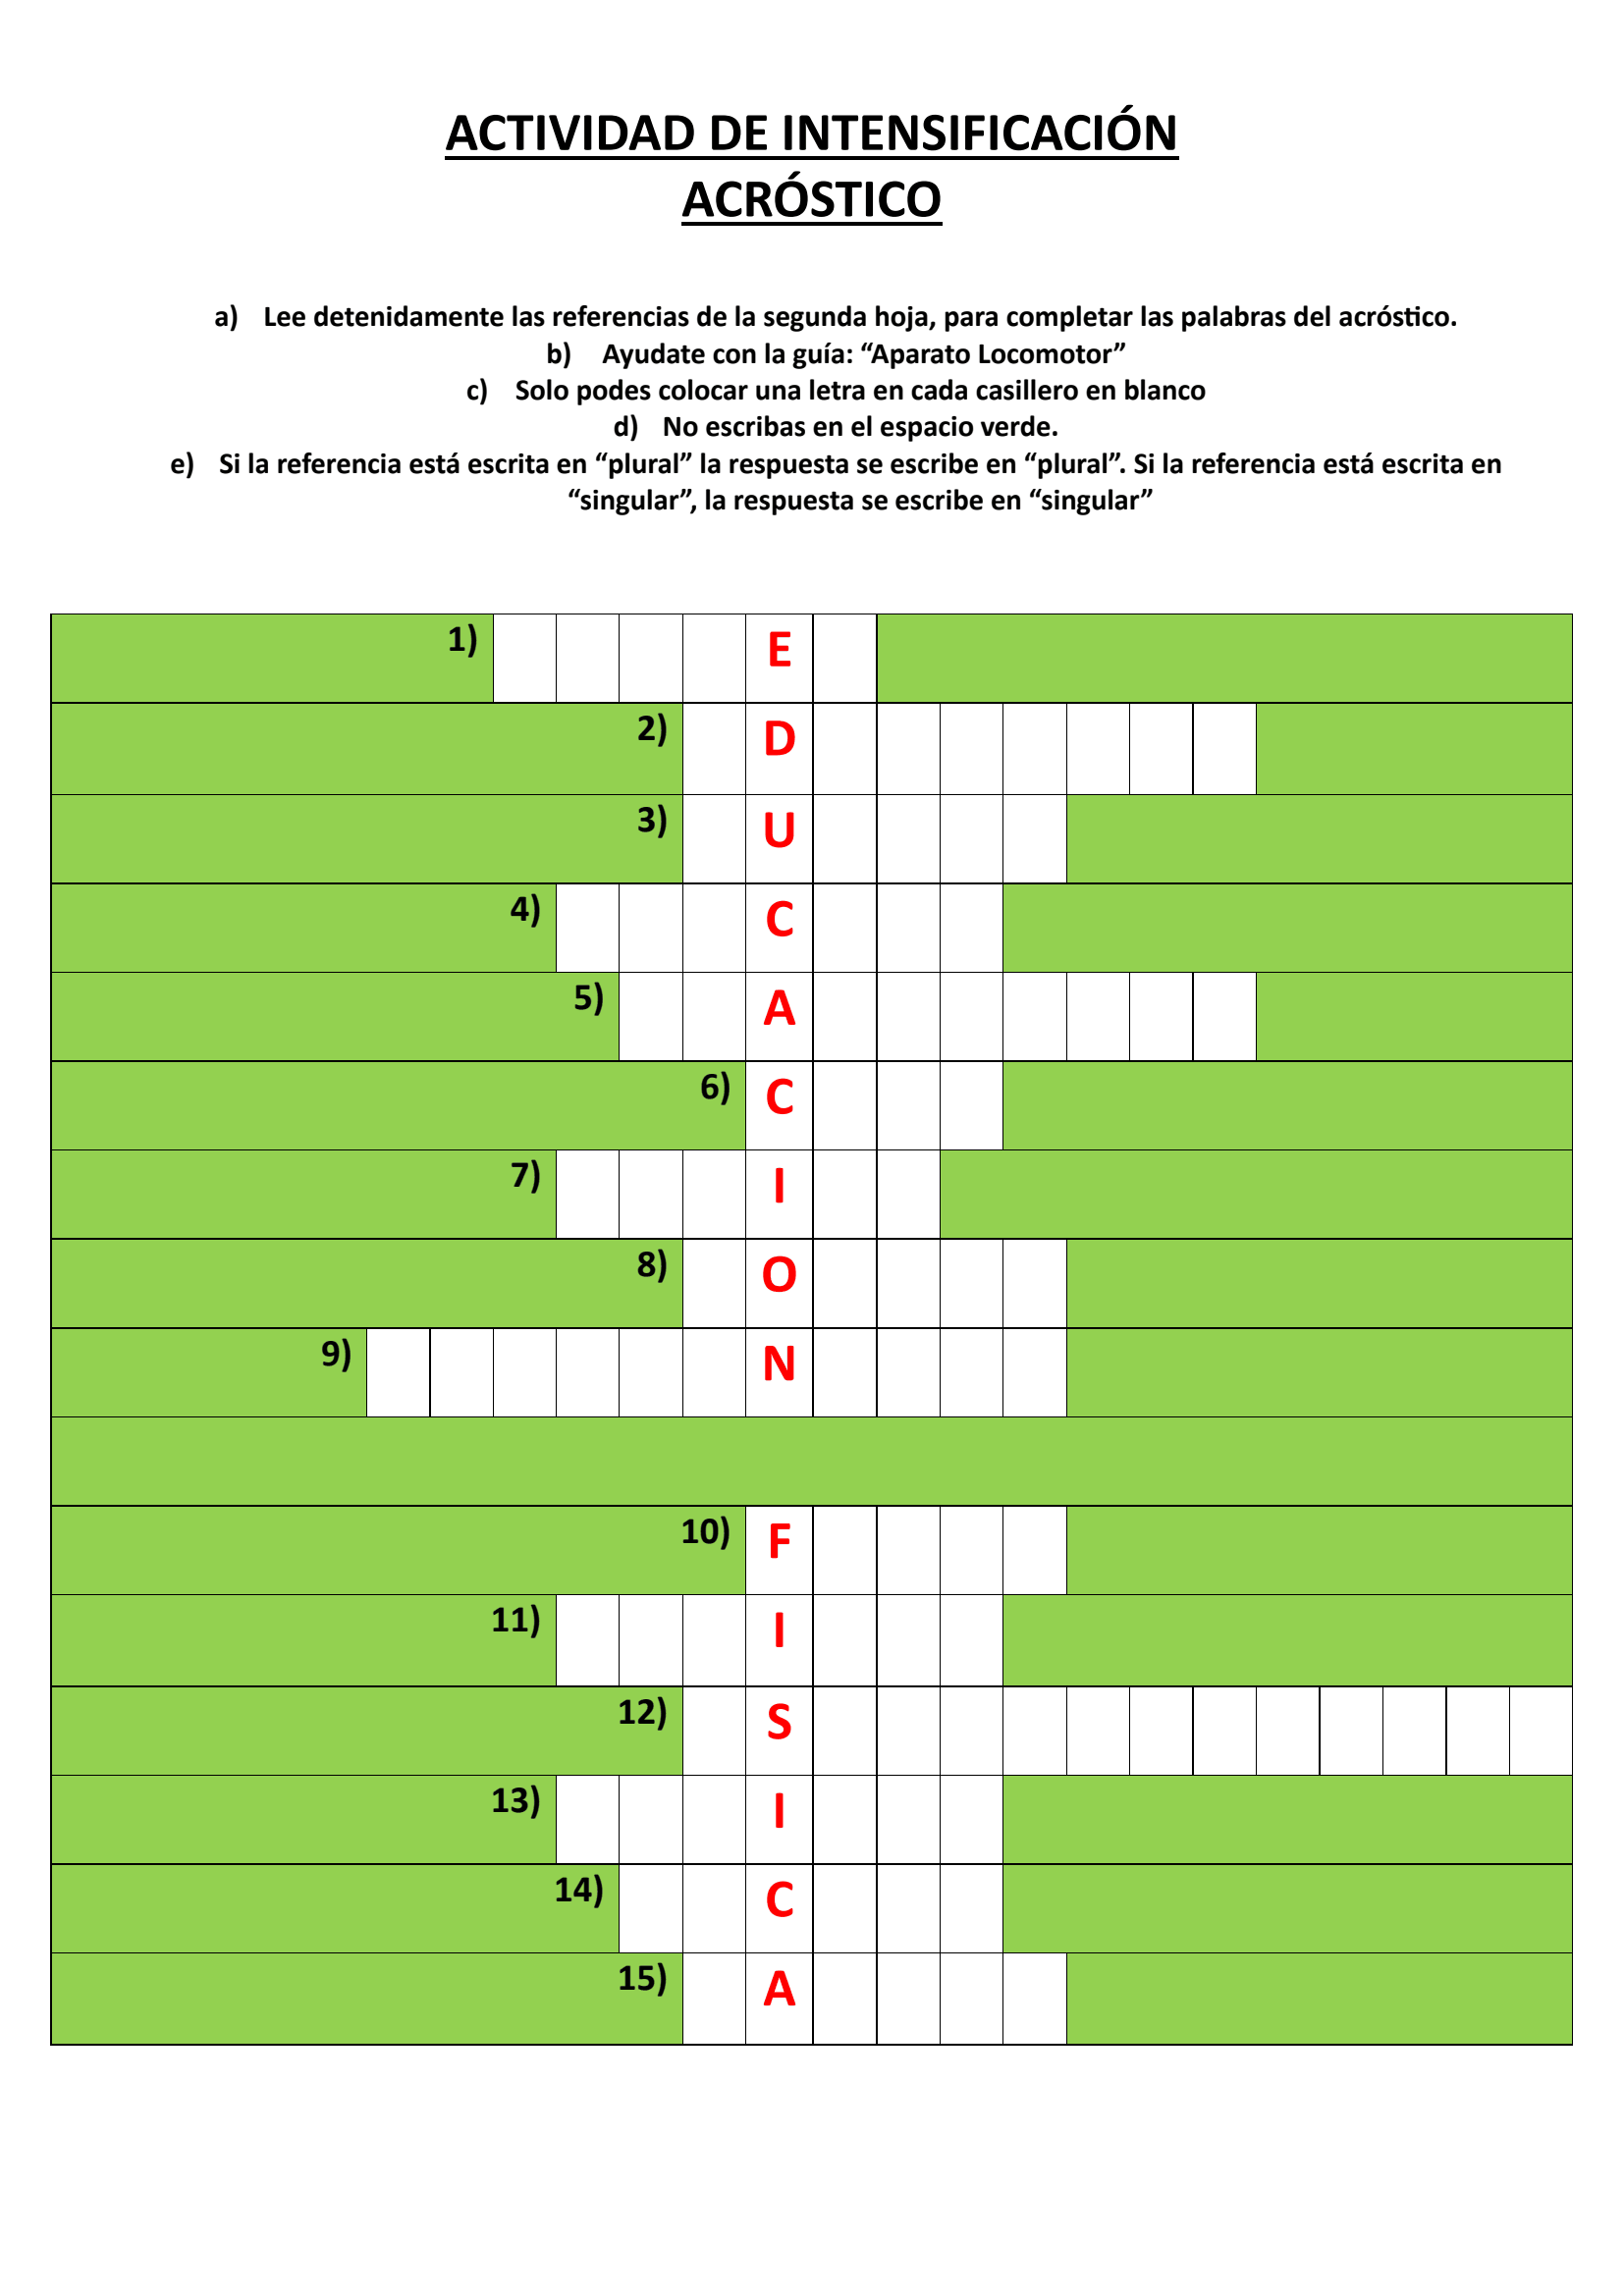 ACTIVIDAD DE INTENSIFICACIÓN
ACRÓSTICO
a) Lee detenidamente las referencias de la segunda hoja, para completar las palabras del acróstico.
b) Ayudate con la guía: “Aparato Locomotor”
c) Solo podes colocar una letra en cada casillero en blanco
d) No escribas en el espacio verde.
e) Si la referencia está escrita en “plural” la respuesta se escribe en “plural”. Si la referencia está escrita en
“singular”, la respuesta se escribe en “singular”
1) E
2) D
3) U
4) C
5) A
6) C
7) I
8) O
9) N
10) F
11) I
12) S
13) I
14) C
15) A